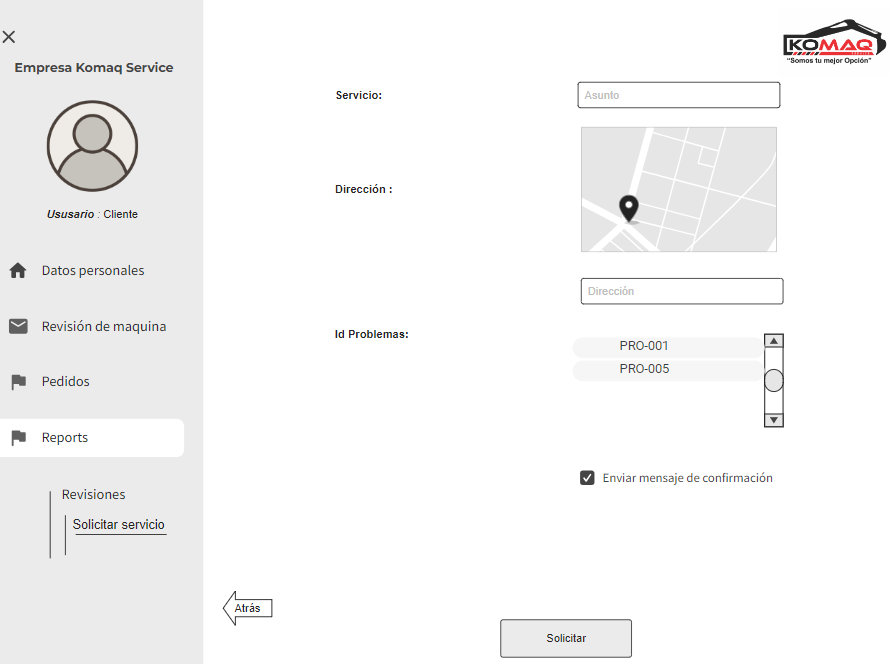 Empresa Komaq Service
Ususario : Cliente
Datos personales
Revisión de maquina
Pedidos
Reports
Revisiones
Solicitar servicio
KOMAQ
SERVICE
"Somos tu mejor Opción"
Servicio:
Asunto
Dirección :
Dirección
Id Problemas:
PRO-001
PRO-005
Enviar mensaje de confirmación
Atrás
Solicitar